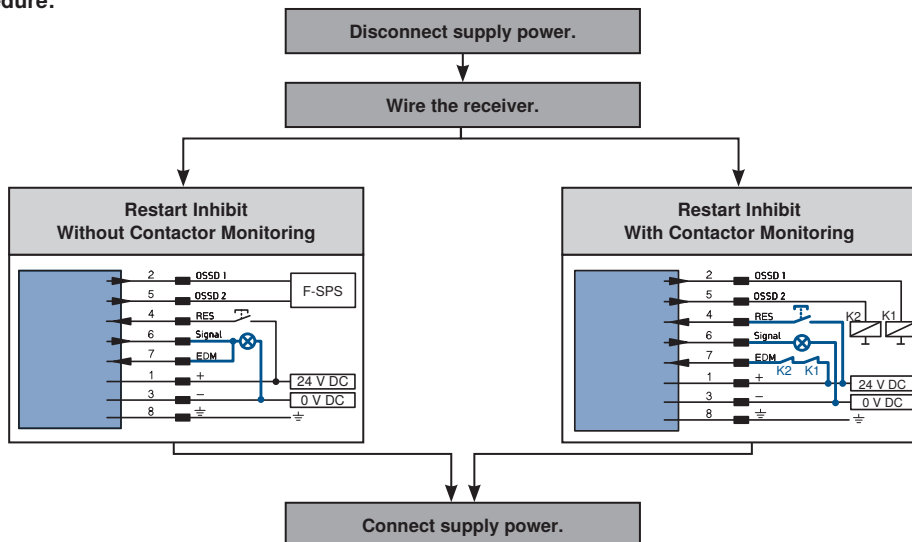 edure:
Disconnect supply power.
Wire the receiver.
Restart Inhibit
Without Contactor Monitoring
2 OSSD 1
5 OSSD 2
F-SPS
4 RES
6 Signal
7 EDM
1 +
24 V DC
3 –
0 V DC
8
Restart Inhibit
With Contactor Monitoring
2 OSSD 1
5 OSSD 2
4 RES
K2 K1
6 Signal
7 EDM
K2 K1
1 +
24 V DC
3 –
0 V DC
8
Connect supply power.